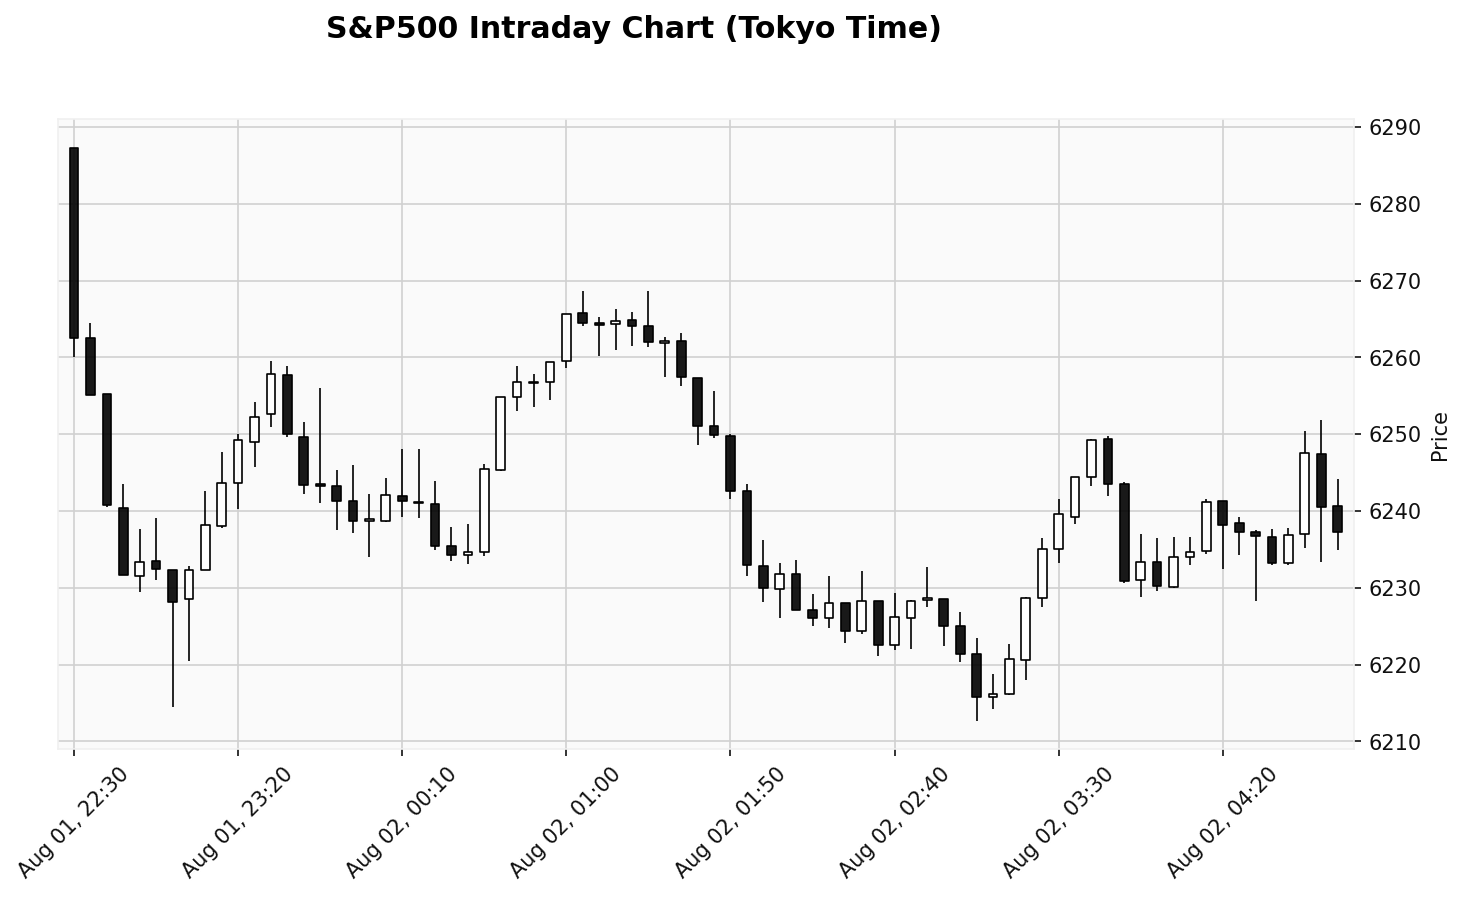 S&P500 Intraday Chart (Tokyo Time)
6290
6280
6270
6260
6250
6240
6230
6220
6210
Price
Aug 01, 22:30
Aug 01, 23:20
Aug 02, 00:10
Aug 02, 01:00
Aug 02, 01:50
Aug 02, 02:40
Aug 02, 03:30
Aug 02, 04:20